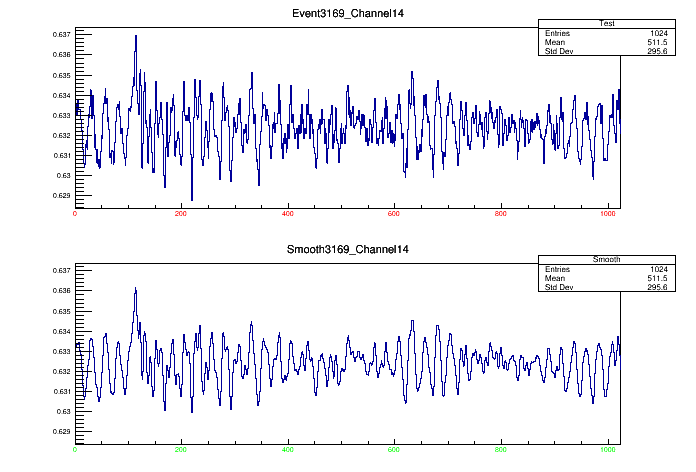 Event3169_Channel14
Test
Entries 1024
Mean 511.5
Std Dev 295.6
0.637
0.636
0.635
0.634
0.633
0.632
0.631
0.63
0.629
0 200 400 600 800 1000
Smooth3169_Channel14
Smooth
Entries 1024
Mean 511.5
Std Dev 295.6
0.637
0.636
0.635
0.634
0.633
0.632
0.631
0.63
0.629
0 200 400 600 800 1000